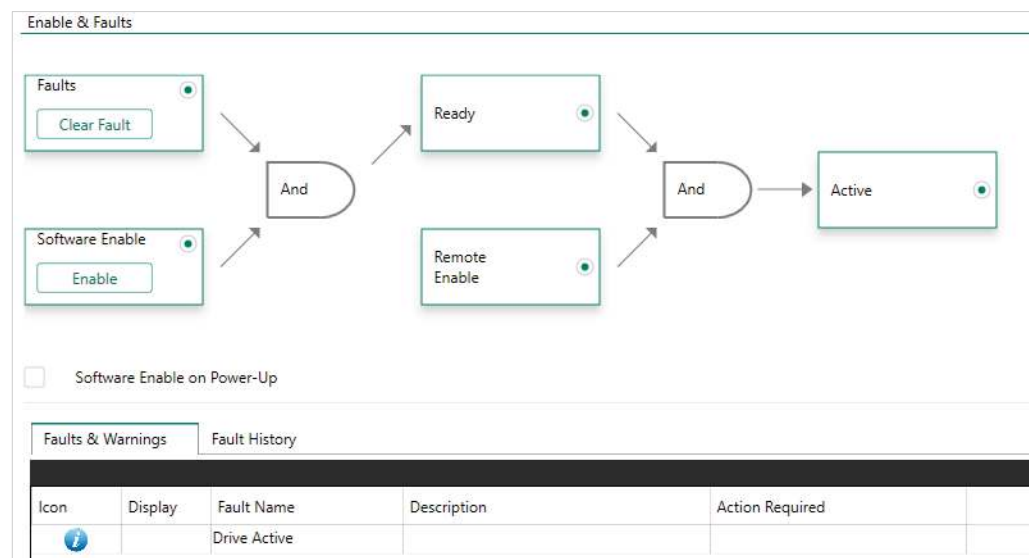 Enable & Faults
Faults
Clear Fault
Ready
And
And
Active
Software Enable
Enable
Remote
Enable
Software Enable on Power-Up
Faults & Warnings Fault History
Icon Display Fault Name Description Action Required
i Drive Active